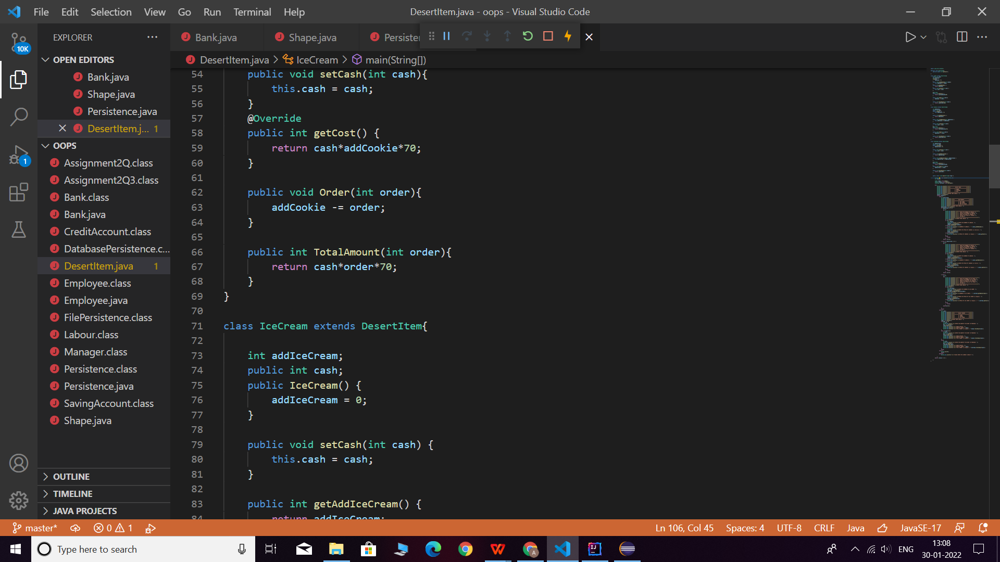 File Edit Selection View Go Run Terminal Help
DesertItem.java - oops - Visual Studio Code
10K
1
EXPLORER
OPEN EDITORS
Bank.java
Shape.java
Persistence.java
DesertItem.j... 1
OOPS
Assignment2Q.class
Assignment2Q3.class
Bank.class
Bank.java
CreditAccount.class
DatabasePersistence.c...
DesertItem.java 1
Employee.class
Employee.java
FilePersistence.class
Labour.class
Manager.class
Persistence.class
Persistence.java
SavingAccount.class
Shape.java
OUTLINE
TIMELINE
JAVA PROJECTS
Bank.java
Shape.java
Persister
DesertItem.java > IceCream > main(String[])
54 public void setCash(int cash){
55 this.cash = cash;
56 }
57 @Override
58 public int getCost() {
59 return cash*addCookie*70;
60 }
61
62 public void Order(int order){
63 addCookie -= order;
64 }
65
66 public int TotalAmount(int order){
67 return cash*order*70;
68 }
69 }
70
71 class IceCream extends DesertItem{
72
73 int addIceCream;
74 public int cash;
75 public IceCream() {
76 addIceCream = 0;
77 }
78
79 public void setCash(int cash) {
80 this.cash = cash;
81 }
82
83 public int getAddIceCream() {
84 return addIceCream;
master* 0 1
Ln 106, Col 45 Spaces: 4 UTF-8 CRLF Java JavaSE-17
Type here to search
ENG
13:08
30-01-2022